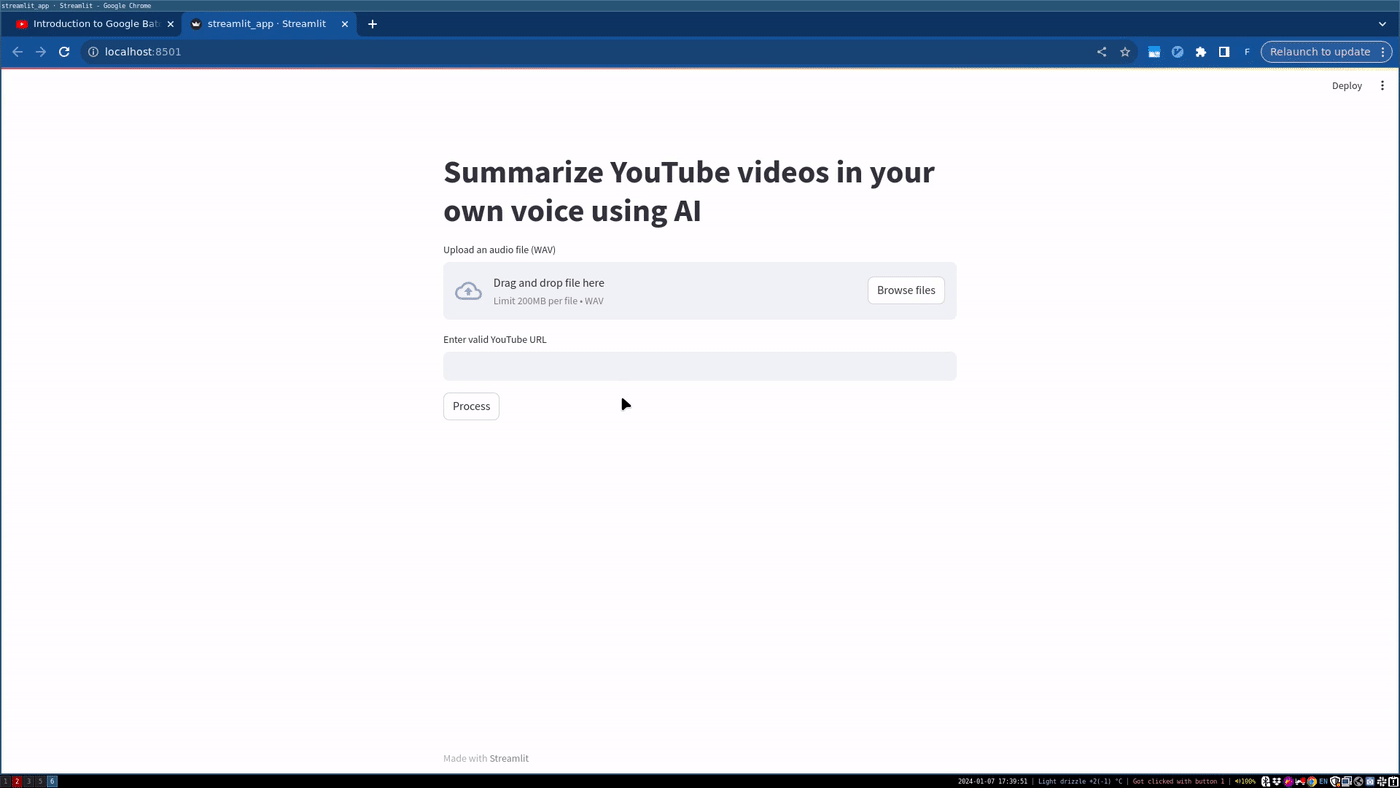 streamlit_app · Streamlit - Google Chrome
Introduction to Google Bat
streamlit_app · Streamlit
localhost:8501
F
Relaunch to update
Deploy
Summarize YouTube videos in your
own voice using AI
Upload an audio file (WAV)
Drag and drop file here
Limit 200MB per file • WAV
Browse files
Enter valid YouTube URL
Process
Made with Streamlit
1 2 3 5 6
2024-01-07 17:39:51 | Light drizzle +2(-1) °C | Got clicked with button 1 | 100%
EN